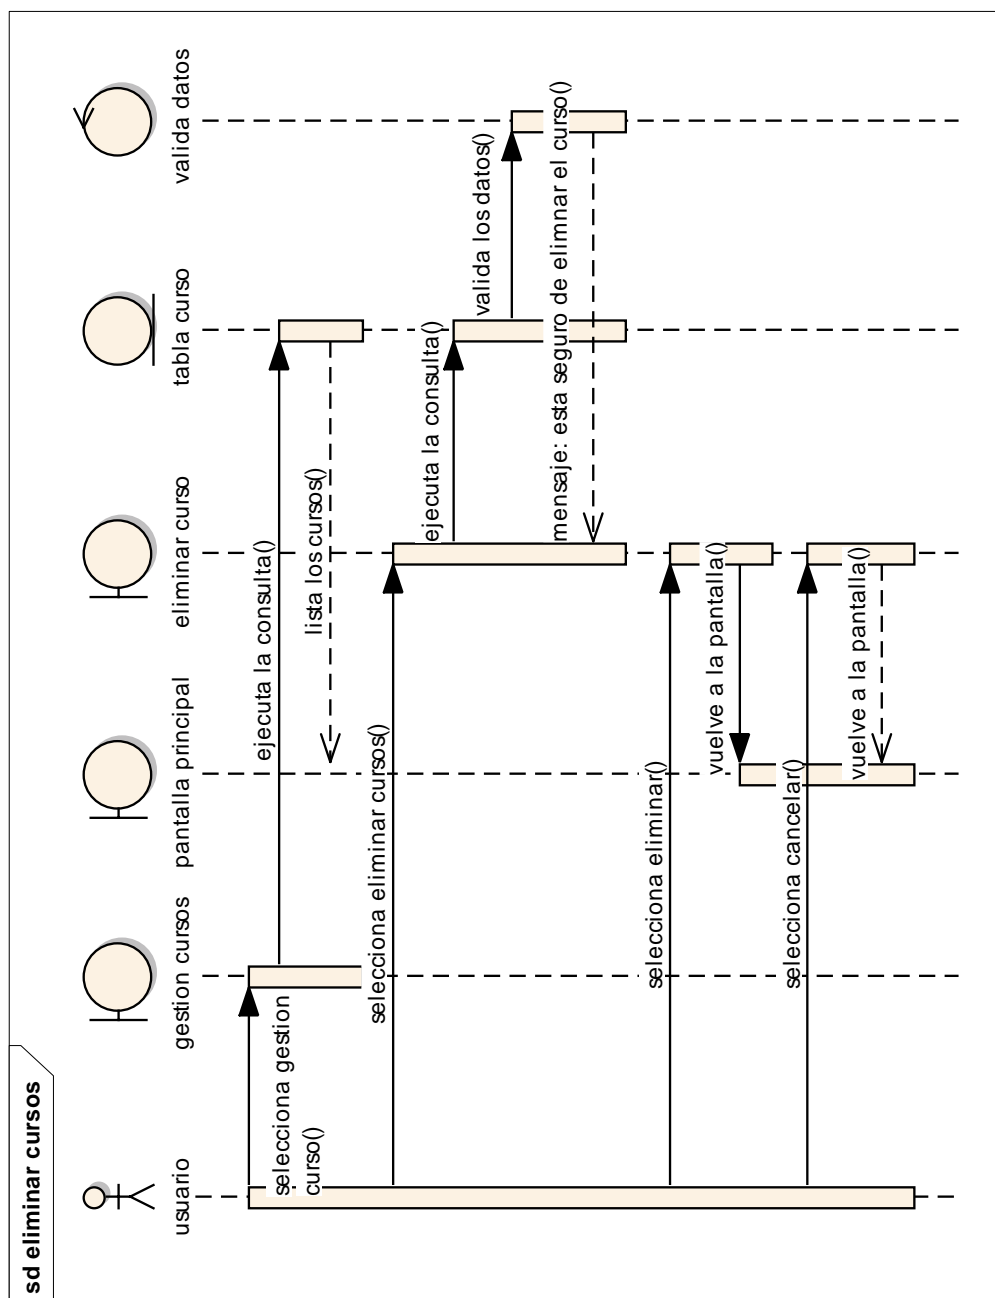 sd eliminar cursos
usuario
gestion cursos
pantalla principal
eliminar curso
tabla curso
valida datos
selecciona gestion
curso()
ejecuta la consulta()
lista los cursos()
selecciona eliminar cursos()
ejecuta la consulta()
valida los datos()
mensaje: esta seguro de elimnar el curso()
selecciona eliminar()
vuelve a la pantalla()
selecciona cancelar()
vuelve a la pantalla()